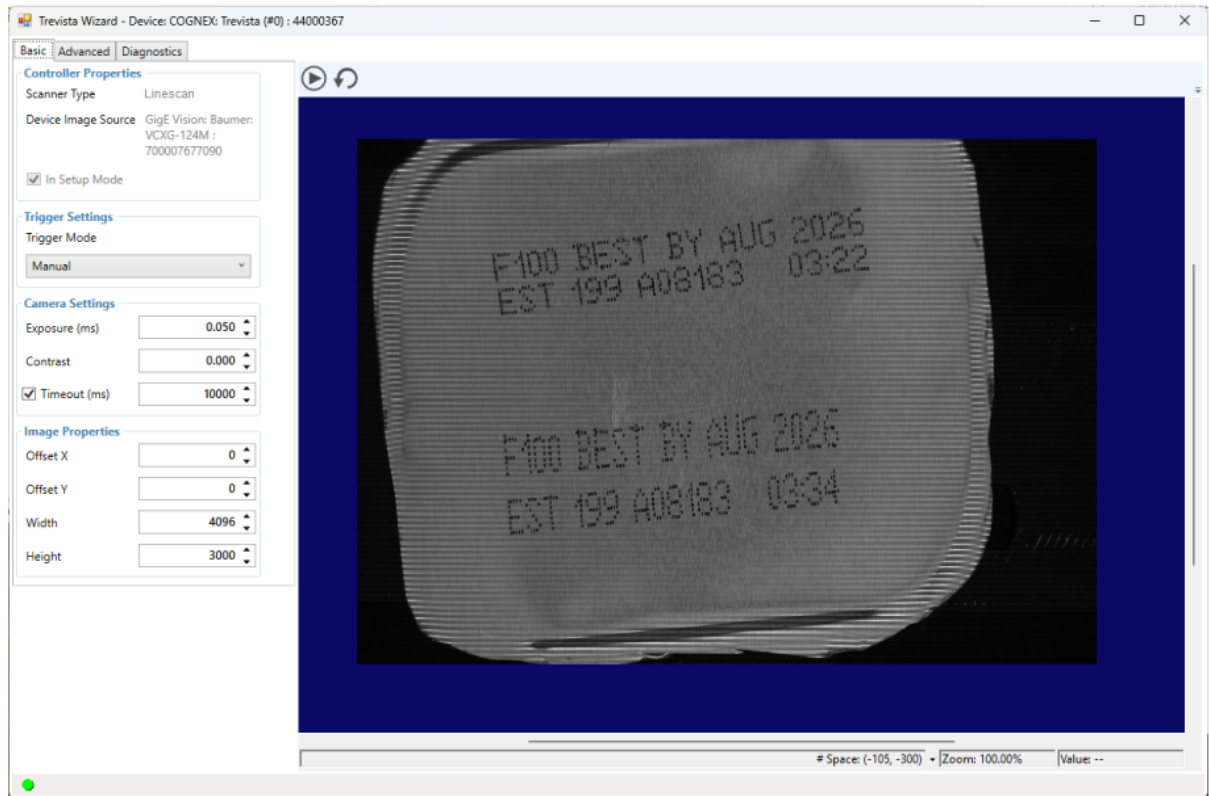 Trevista Wizard - Device: COGNEX: Trevista (#0) : 44000367
Basic Advanced Diagnostics
Controller Properties
Scanner Type Linescan
Device Image Source GigE Vision: Baumer:
VCXG-124M :
700007677090
In Setup Mode
Trigger Settings
Trigger Mode
Manual
Camera Settings
Exposure (ms) 0.050
Contrast 0.000
Timeout (ms) 10000
Image Properties
Offset X 0
Offset Y 0
Width 4096
Height 3000
F100 BEST BY AUG 2026
EST 199 A08183 03:22
F100 BEST BY AUG 2026
EST 199 A08183 03:34
# Space: (-105, -300) Zoom: 100.00% Value: --